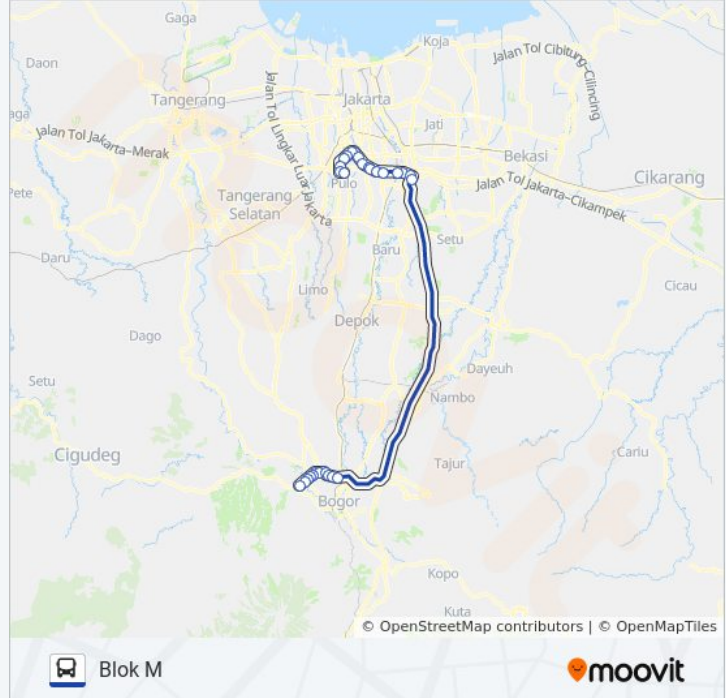 Koja
Gaga
Daon
Jalan Tol Cibitung–Cilincing
Tangerang
Jakarta
Jalan Tol Lingkar Luar Jakarta
aga
Jati
Jalan Tol Jakarta–Merak
Bekasi
Cikarang
Pulo
Jalan Tol Jakarta–Cikampek
Pete
Tangerang
Selatan
Setu
Baru
Daru
Limo
Cicau
Depok
Dago
Dayeuh
Setu
Nambo
Cigudeg
Cariu
Tajur
Bogor
Kopo
Kuta
© OpenStreetMap contributors | © OpenMapTiles
Blok M
moovit